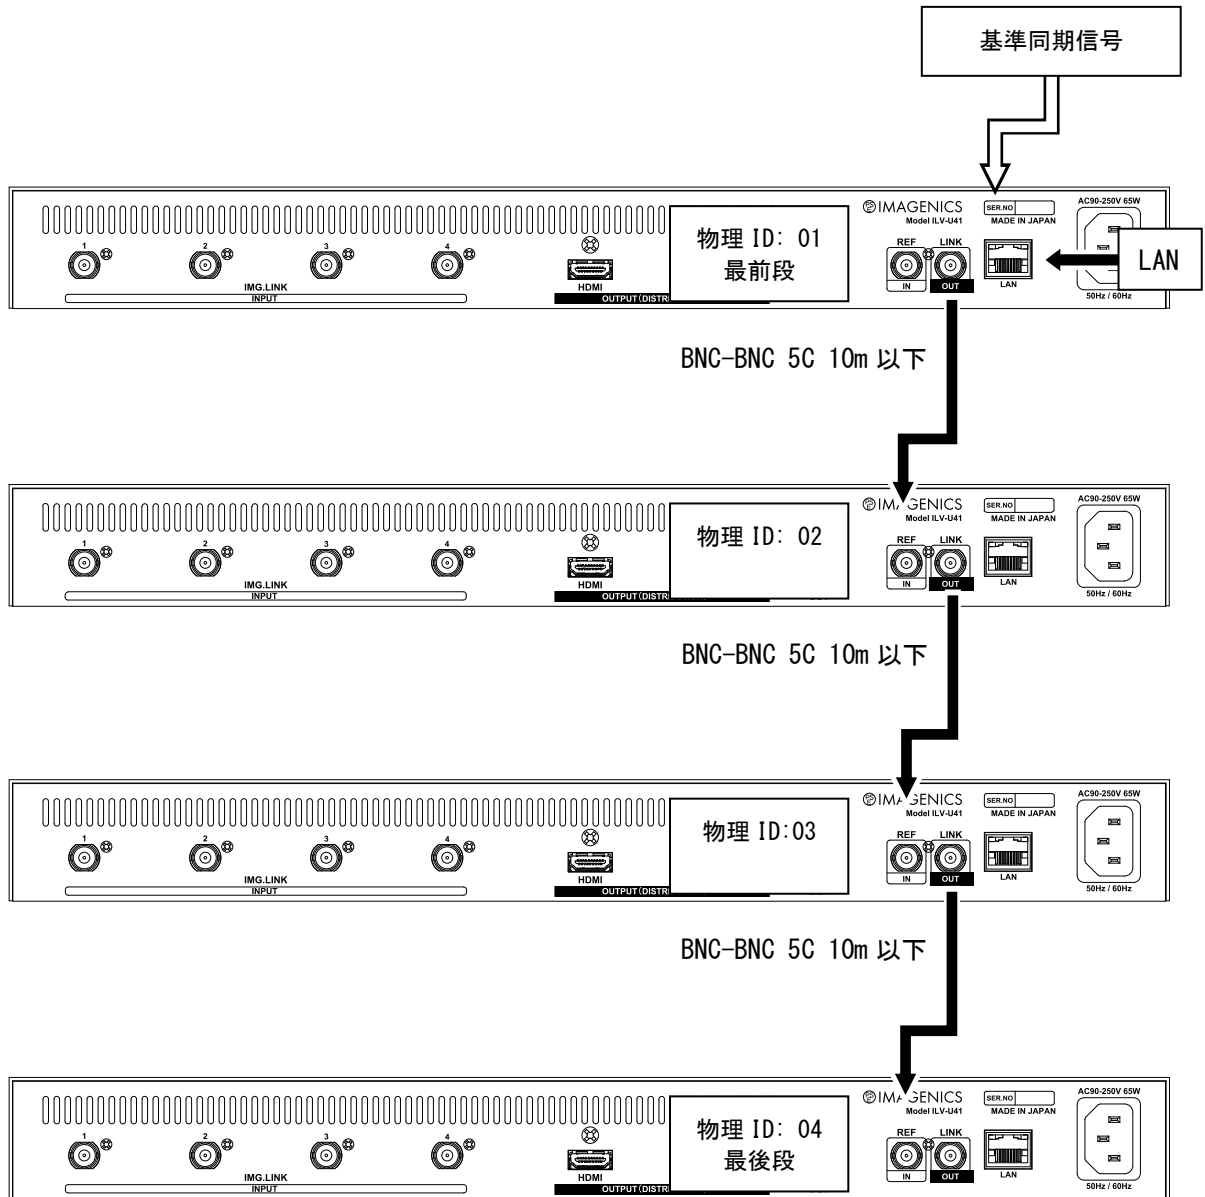 基準同期信号
IMAGENICS
Model ILV-U41
SER.NO
MADE IN JAPAN
AC90-250V 65W
物理 ID: 01
最前段
1
2
3
4
REF
LINK
LAN
HDMI
IN
OUT
LAN
IMG.LINK
INPUT
OUTPUT(DISTRI
50Hz / 60Hz
BNC-BNC 5C 10m 以下
IMAGENICS
Model ILV-U41
SER.NO
MADE IN JAPAN
AC90-250V 65W
物理 ID: 02
1
2
3
4
REF
LINK
HDMI
IN
OUT
LAN
IMG.LINK
INPUT
50Hz / 60Hz
BNC-BNC 5C 10m 以下
IMAGENICS
Model ILV-U41
SER.NO
MADE IN JAPAN
AC90-250V 65W
物理 ID:03
1
2
3
4
REF
LINK
HDMI
IN
OUT
LAN
IMG.LINK
INPUT
OUTPUT(DISTRI
50Hz / 60Hz
BNC-BNC 5C 10m 以下
IMAGENICS
Model ILV-U41
SER.NO
MADE IN JAPAN
AC90-250V 65W
物理 ID: 04
最後段
1
2
3
4
REF
LINK
HDMI
IN
OUT
LAN
IMG.LINK
INPUT
OUTPUT(DISTRI
50Hz / 60Hz